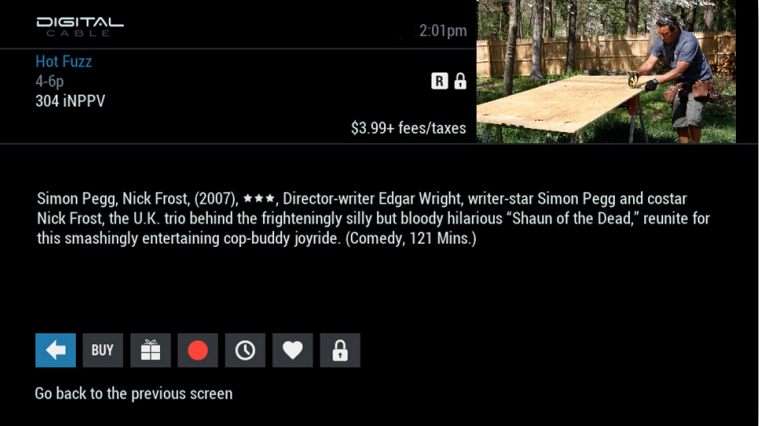 DIGITAL
CABLE
2:01pm
Hot Fuzz
4-6p
R
304 iNPPV
$3.99+ fees/taxes
Simon Pegg, Nick Frost, (2007), ★★★, Director-writer Edgar Wright, writer-star Simon Pegg and costar
Nick Frost, the U.K. trio behind the frighteningly silly but bloody hilarious “Shaun of the Dead,” reunite for
this smashingly entertaining cop-buddy joyride. (Comedy, 121 Mins.)
BUY
Go back to the previous screen